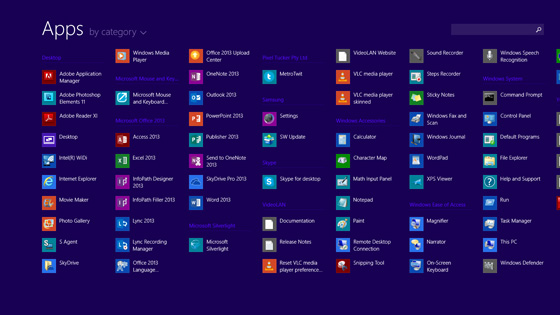 Apps by category
Desktop
Adobe Application
Manager
Adobe Photoshop
Elements 11
Adobe Reader XI
Desktop
Intel(R) WiDi
Internet Explorer
Movie Maker
Photo Gallery
S Agent
SkyDrive
Windows Media
Player
Microsoft Mouse and Key...
Microsoft Mouse
and Keyboard...
Microsoft Office 2013
Access 2013
Excel 2013
InfoPath Designer
2013
InfoPath Filler 2013
Lync 2013
Lync Recording
Manager
Office 2013
Language...
Office 2013 Upload
Center
OneNote 2013
Outlook 2013
PowerPoint 2013
Publisher 2013
Send to OneNote
2013
SkyDrive Pro 2013
Word 2013
Microsoft Silverlight
Microsoft
Silverlight
Pixel Tucker Pty Ltd.
MetroTwit
Samsung
Settings
SW Update
Skype
Skype for desktop
VideoLAN
Documentation
Release Notes
Reset VLC media
player preference...
VideoLAN Website
VLC media player
VLC media player
skinned
Windows Accessories
Calculator
Character Map
Math Input Panel
Notepad
Paint
Remote Desktop
Connection
Snipping Tool
Sound Recorder
Steps Recorder
Sticky Notes
Windows Fax and
Scan
Windows Journal
WordPad
XPS Viewer
Windows Ease of Access
Magnifier
Narrator
On-Screen
Keyboard
Windows Speech
Recognition
Windows System
Command Prompt
Control Panel
Default Programs
File Explorer
Help and Support
Run
Task Manager
This PC
Windows Defender